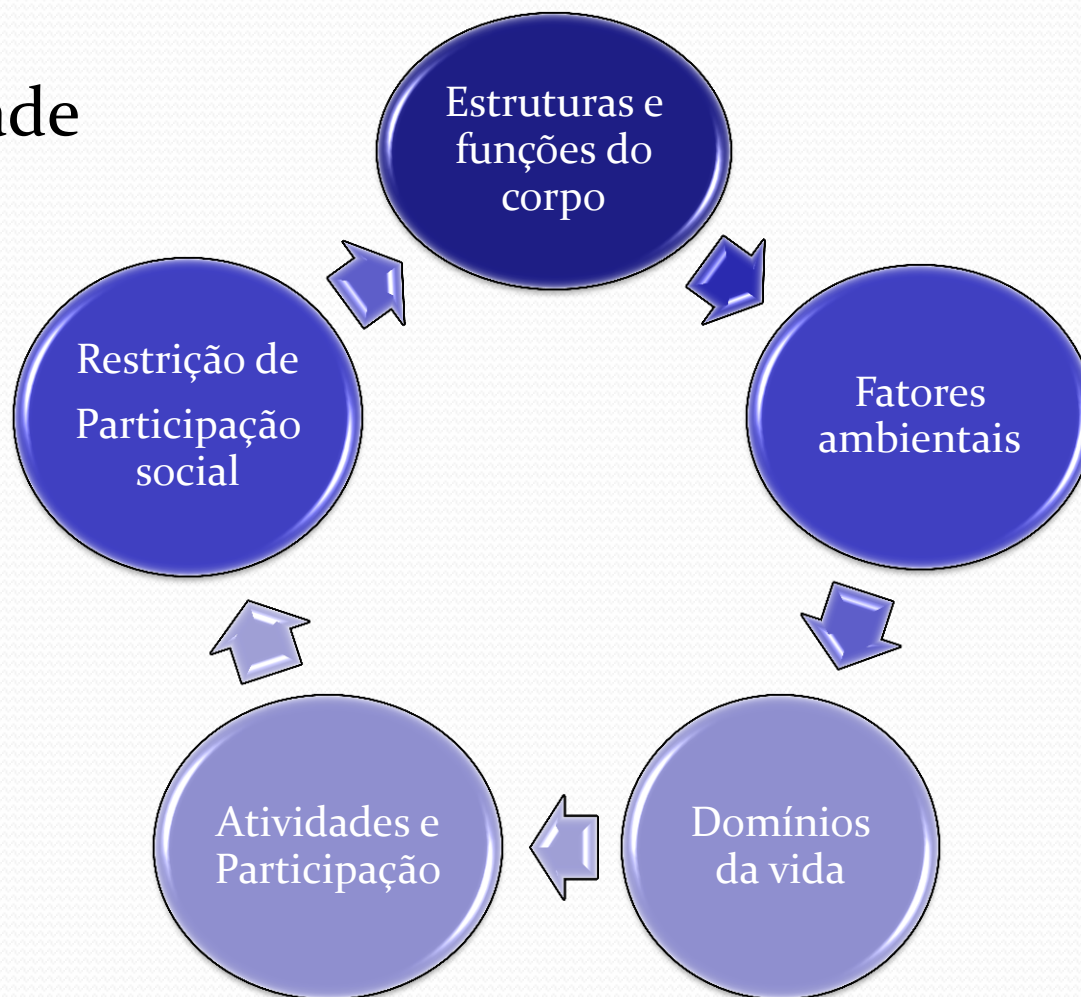 ade
Estruturas e
funções do
corpo
Fatores
ambientais
Domínios
da vida
Atividades e
Participação
Restrição de
Participação
social